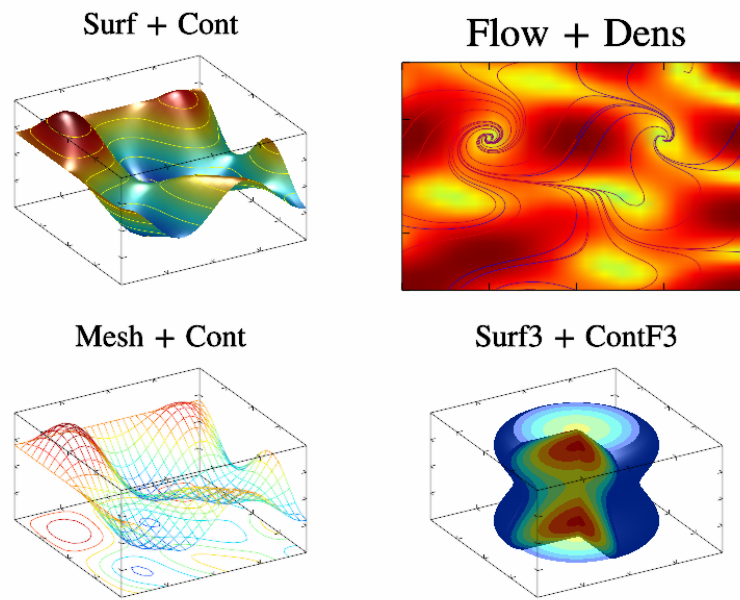 Surf + Cont
Flow + Dens
Mesh + Cont
Surf3 + ContF3